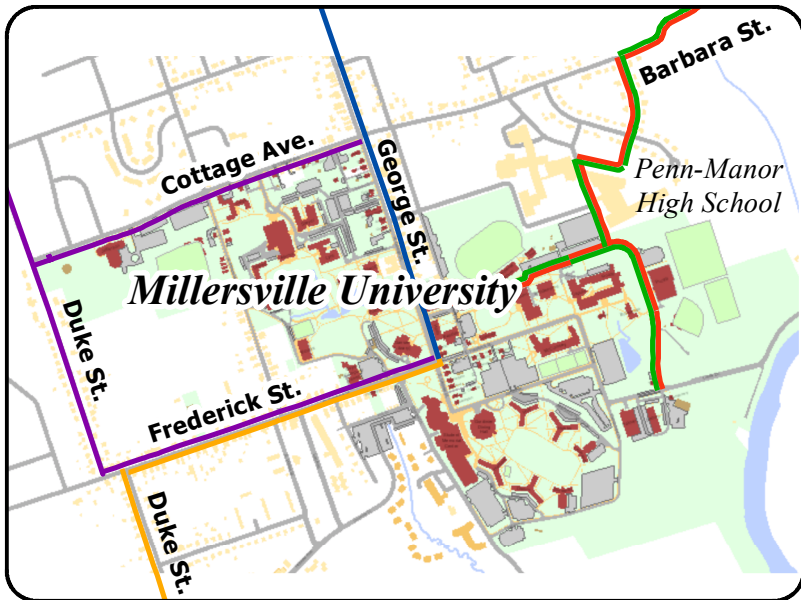 Barbara St.
Cottage Ave.
George St.
Penn-Manor
High School
Millersville University
Duke St.
Frederick St.
Duke St.